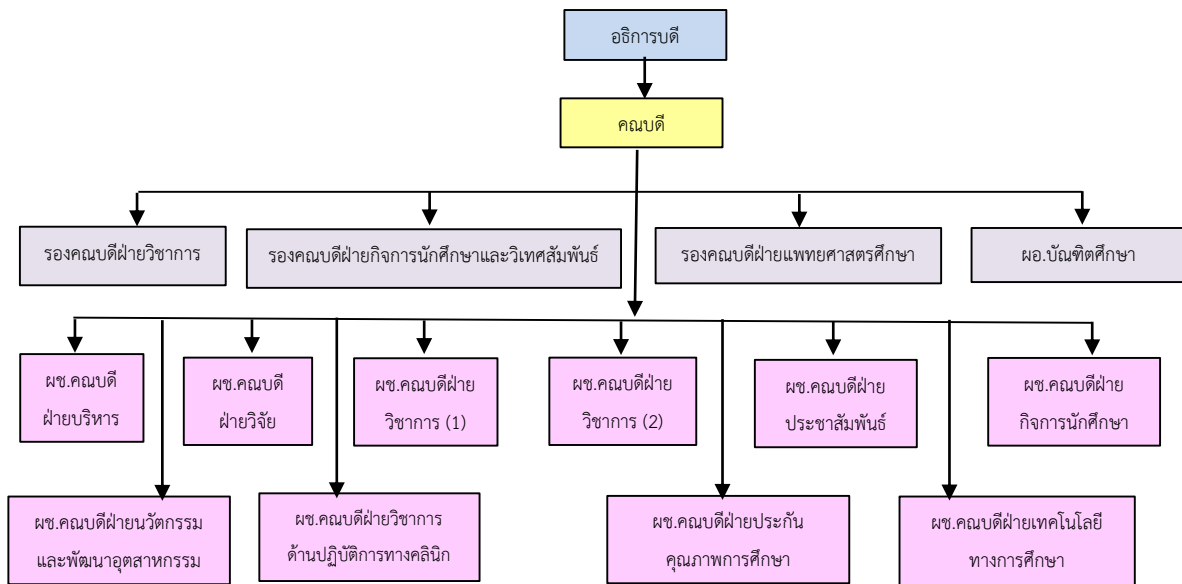 อธิการบดี
คณบดี
รองคณบดีฝ่ายวิชาการ
รองคณบดีฝ่ายกิจการนักศึกษาและวิเทศสัมพันธ์
รองคณบดีฝ่ายแพทยศาสตรศึกษา
ผอ.บัณฑิตศึกษา
ผช.คณบดี
ฝ่ายบริหาร
ผช.คณบดี
ฝ่ายวิจัย
ผช.คณบดีฝ่าย
วิชาการ (1)
ผช.คณบดีฝ่าย
วิชาการ (2)
ผช.คณบดีฝ่าย
ประชาสัมพันธ์
ผช.คณบดีฝ่าย
กิจการนักศึกษา
ผช.คณบดีฝ่ายนวัตกรรม
และพัฒนาอุตสาหกรรม
ผช.คณบดีฝ่ายวิชาการ
ด้านปฏิบัติการทางคลินิก
ผช.คณบดีฝ่ายประกัน
คุณภาพการศึกษา
ผช.คณบดีฝ่ายเทคโนโลยี
ทางการศึกษา